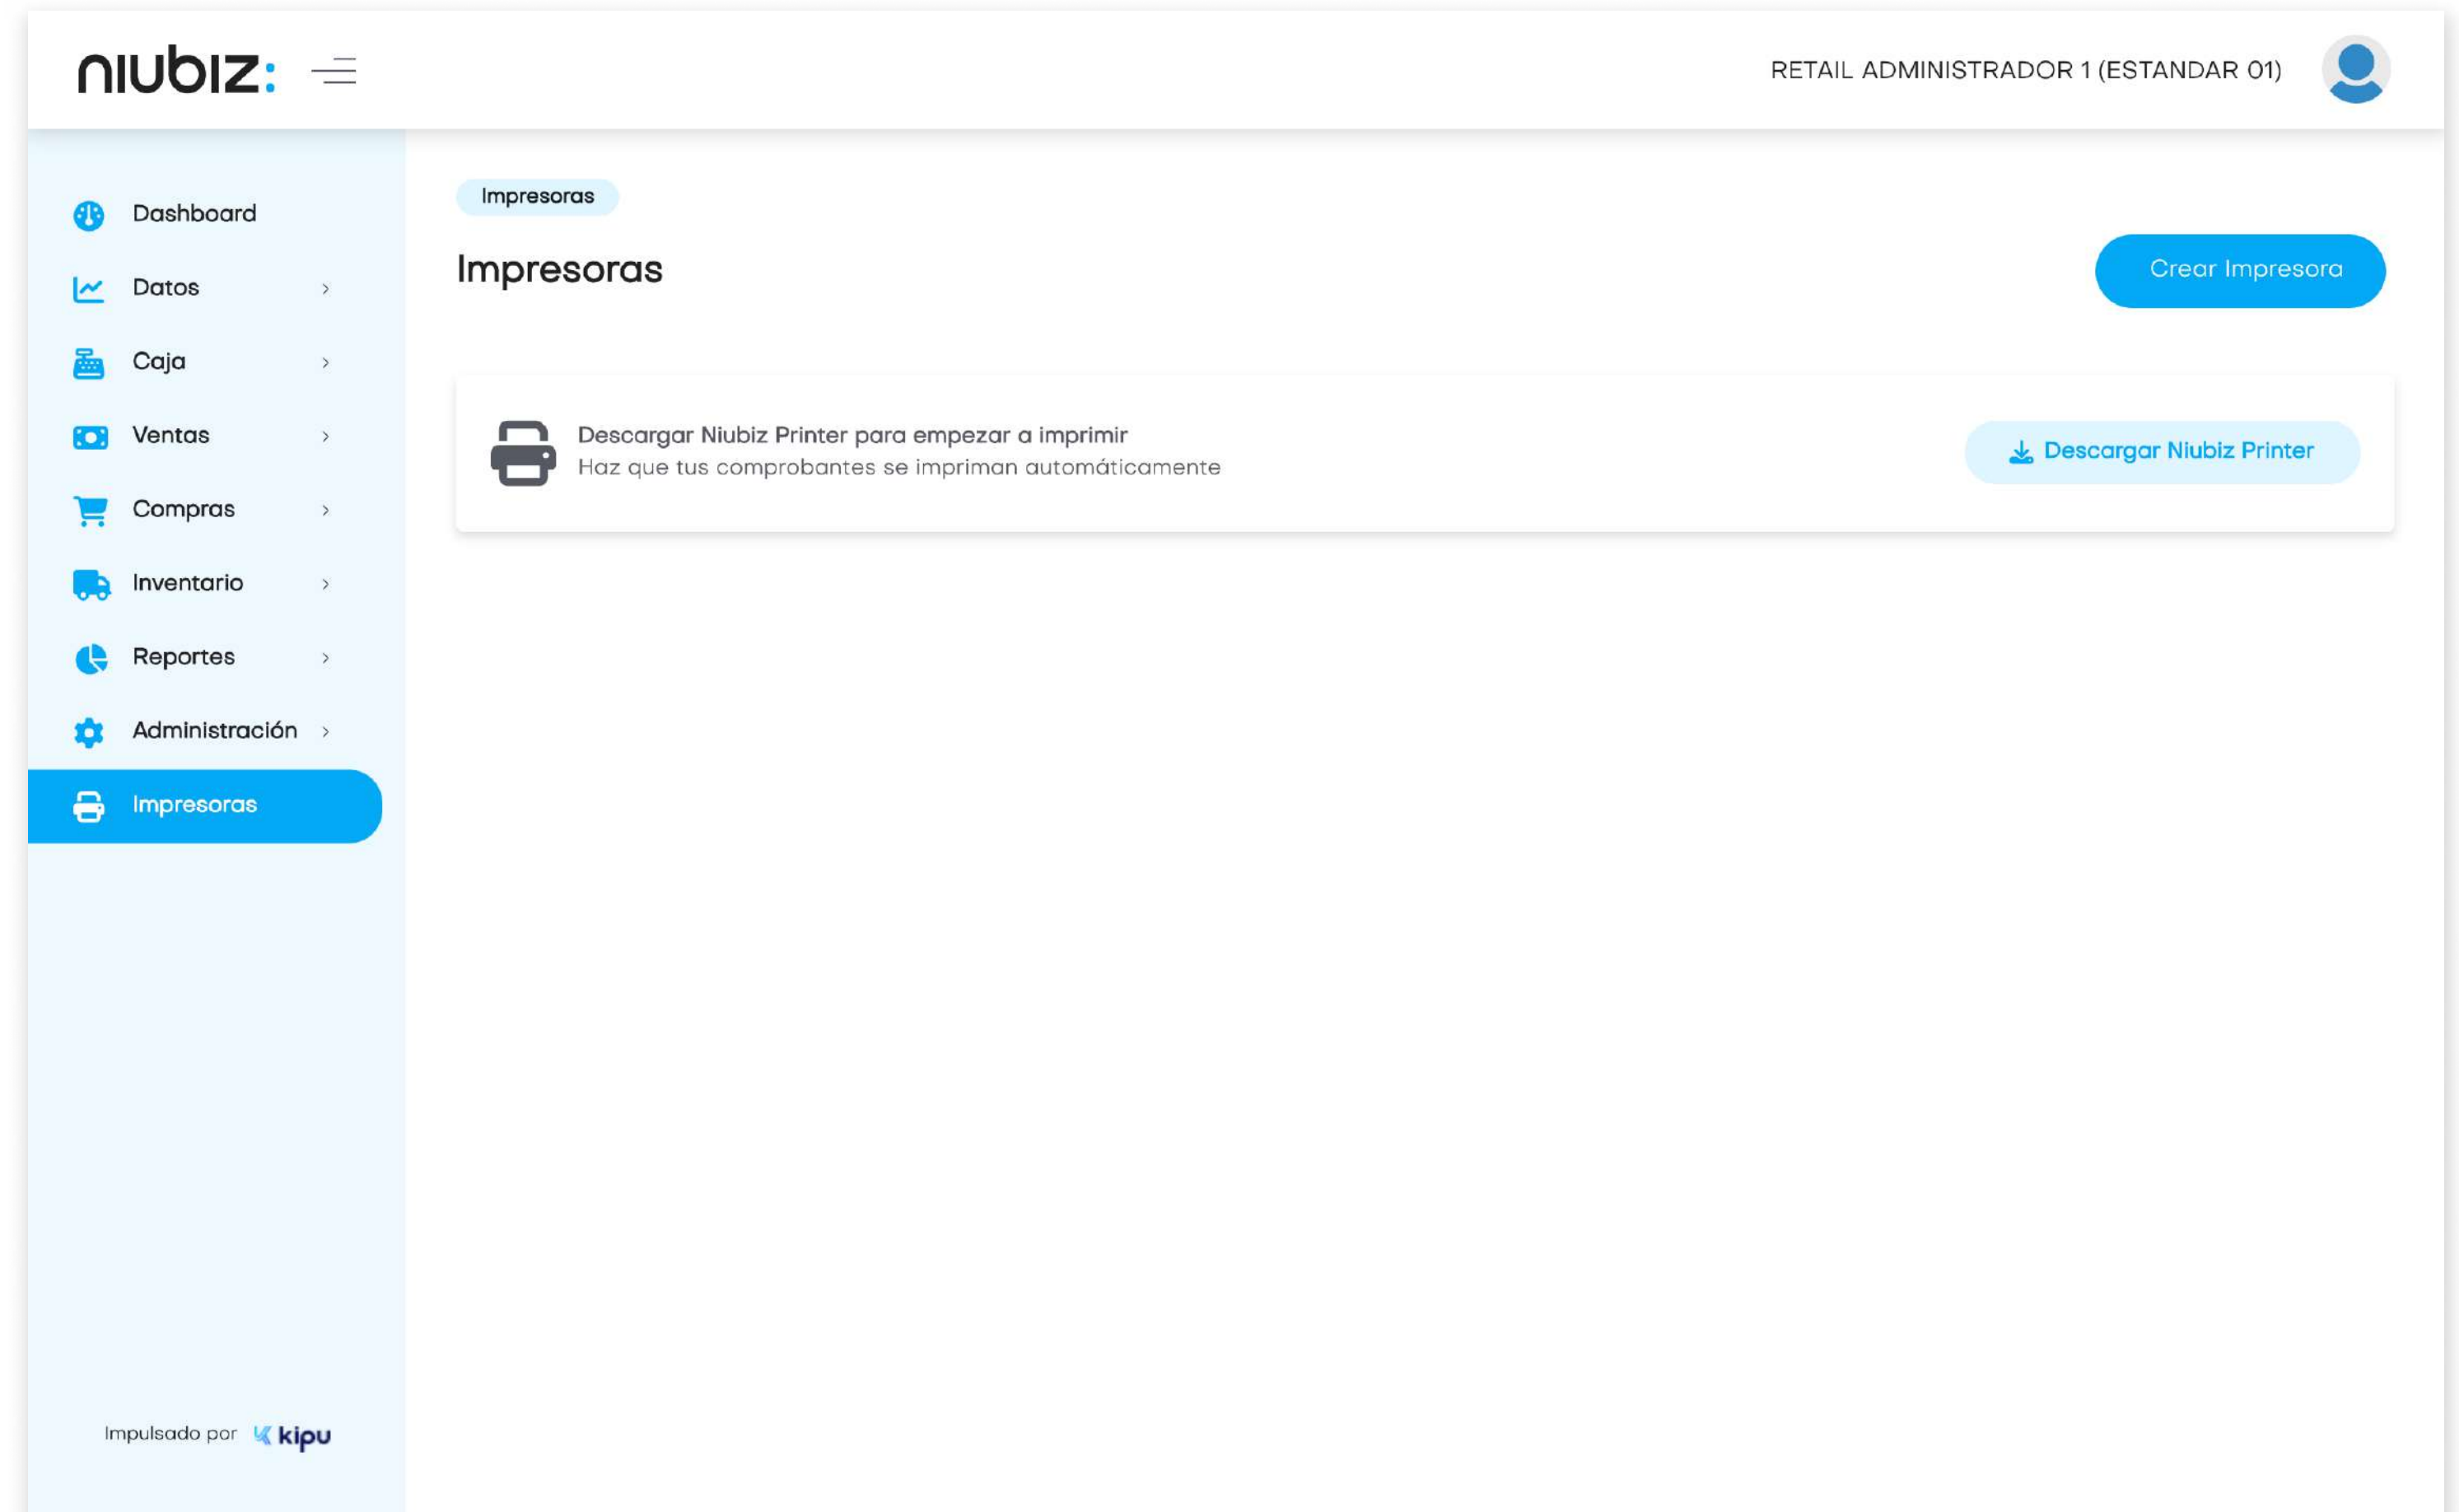 niubiz:
RETAIL ADMINISTRADOR 1 (ESTANDAR 01)
Dashboard
Datos
Caja
Ventas
Compras
Inventario
Reportes
Administración
Impresoras
Impulsado por kipu
Impresoras
Impresoras
Crear Impresora
Descargar Niubiz Printer para empezar a imprimir
Haz que tus comprobantes se impriman automáticamente
Descargar Niubiz Printer